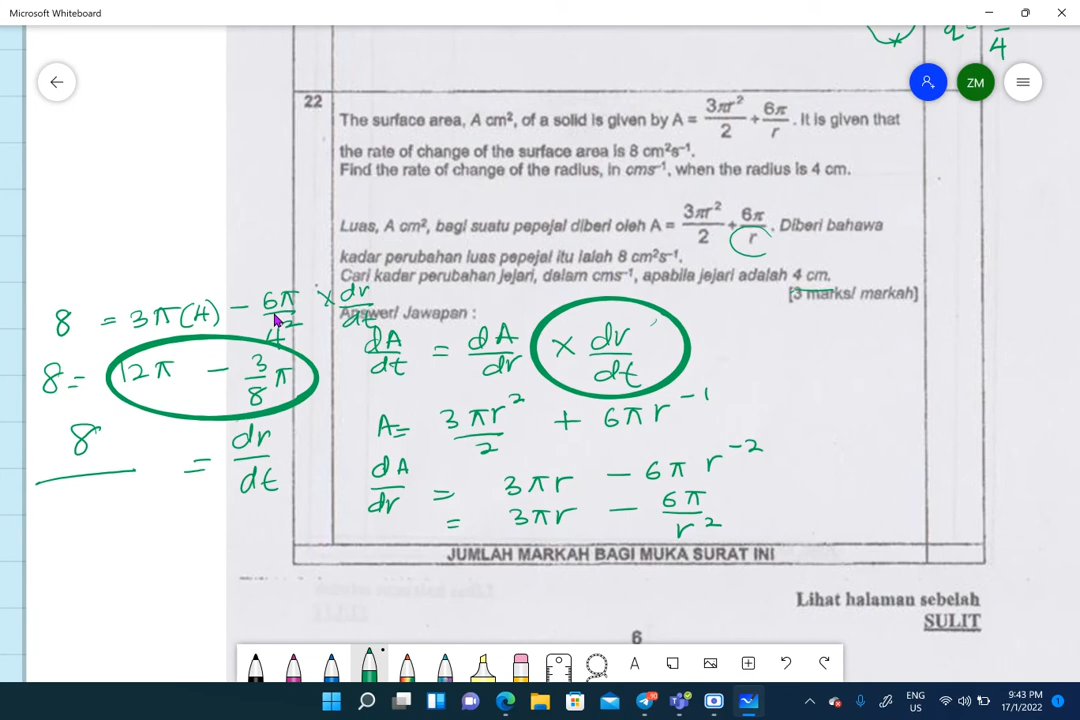 Microsoft Whiteboard
ZM
q = π/4
22
The surface area, A cm², of a solid is given by A = 3πr²/2 + 6π/r. It is given that
the rate of change of the surface area is 8 cm²s⁻¹.
Find the rate of change of the radius, in cms⁻¹, when the radius is 4 cm.
Luas, A cm², bagi suatu pepejal diberi oleh A = 3πr²/2 + 6π/r. Diberi bahawa
kadar perubahan luas pepejal itu ialah 8 cm²s⁻¹.
Cari kadar perubahan jejari, dalam cms⁻¹, apabila jejari adalah 4 cm.
[3 marks/ markah]
Answer/ Jawapan :
8 = 3π(4) − 6π/4² × dr/dt
8 = 12π − 3/8 π
8 = dr/dt
dA/dt = dA/dr × dr/dt
A = 3πr²/2 + 6πr⁻¹
dA/dr = 3πr − 6πr⁻²
= 3πr − 6π/r²
JUMLAH MARKAH BAGI MUKA SURAT INI
Lihat halaman sebelah
SULIT
6
ENG
US
9:43 PM
17/1/2022